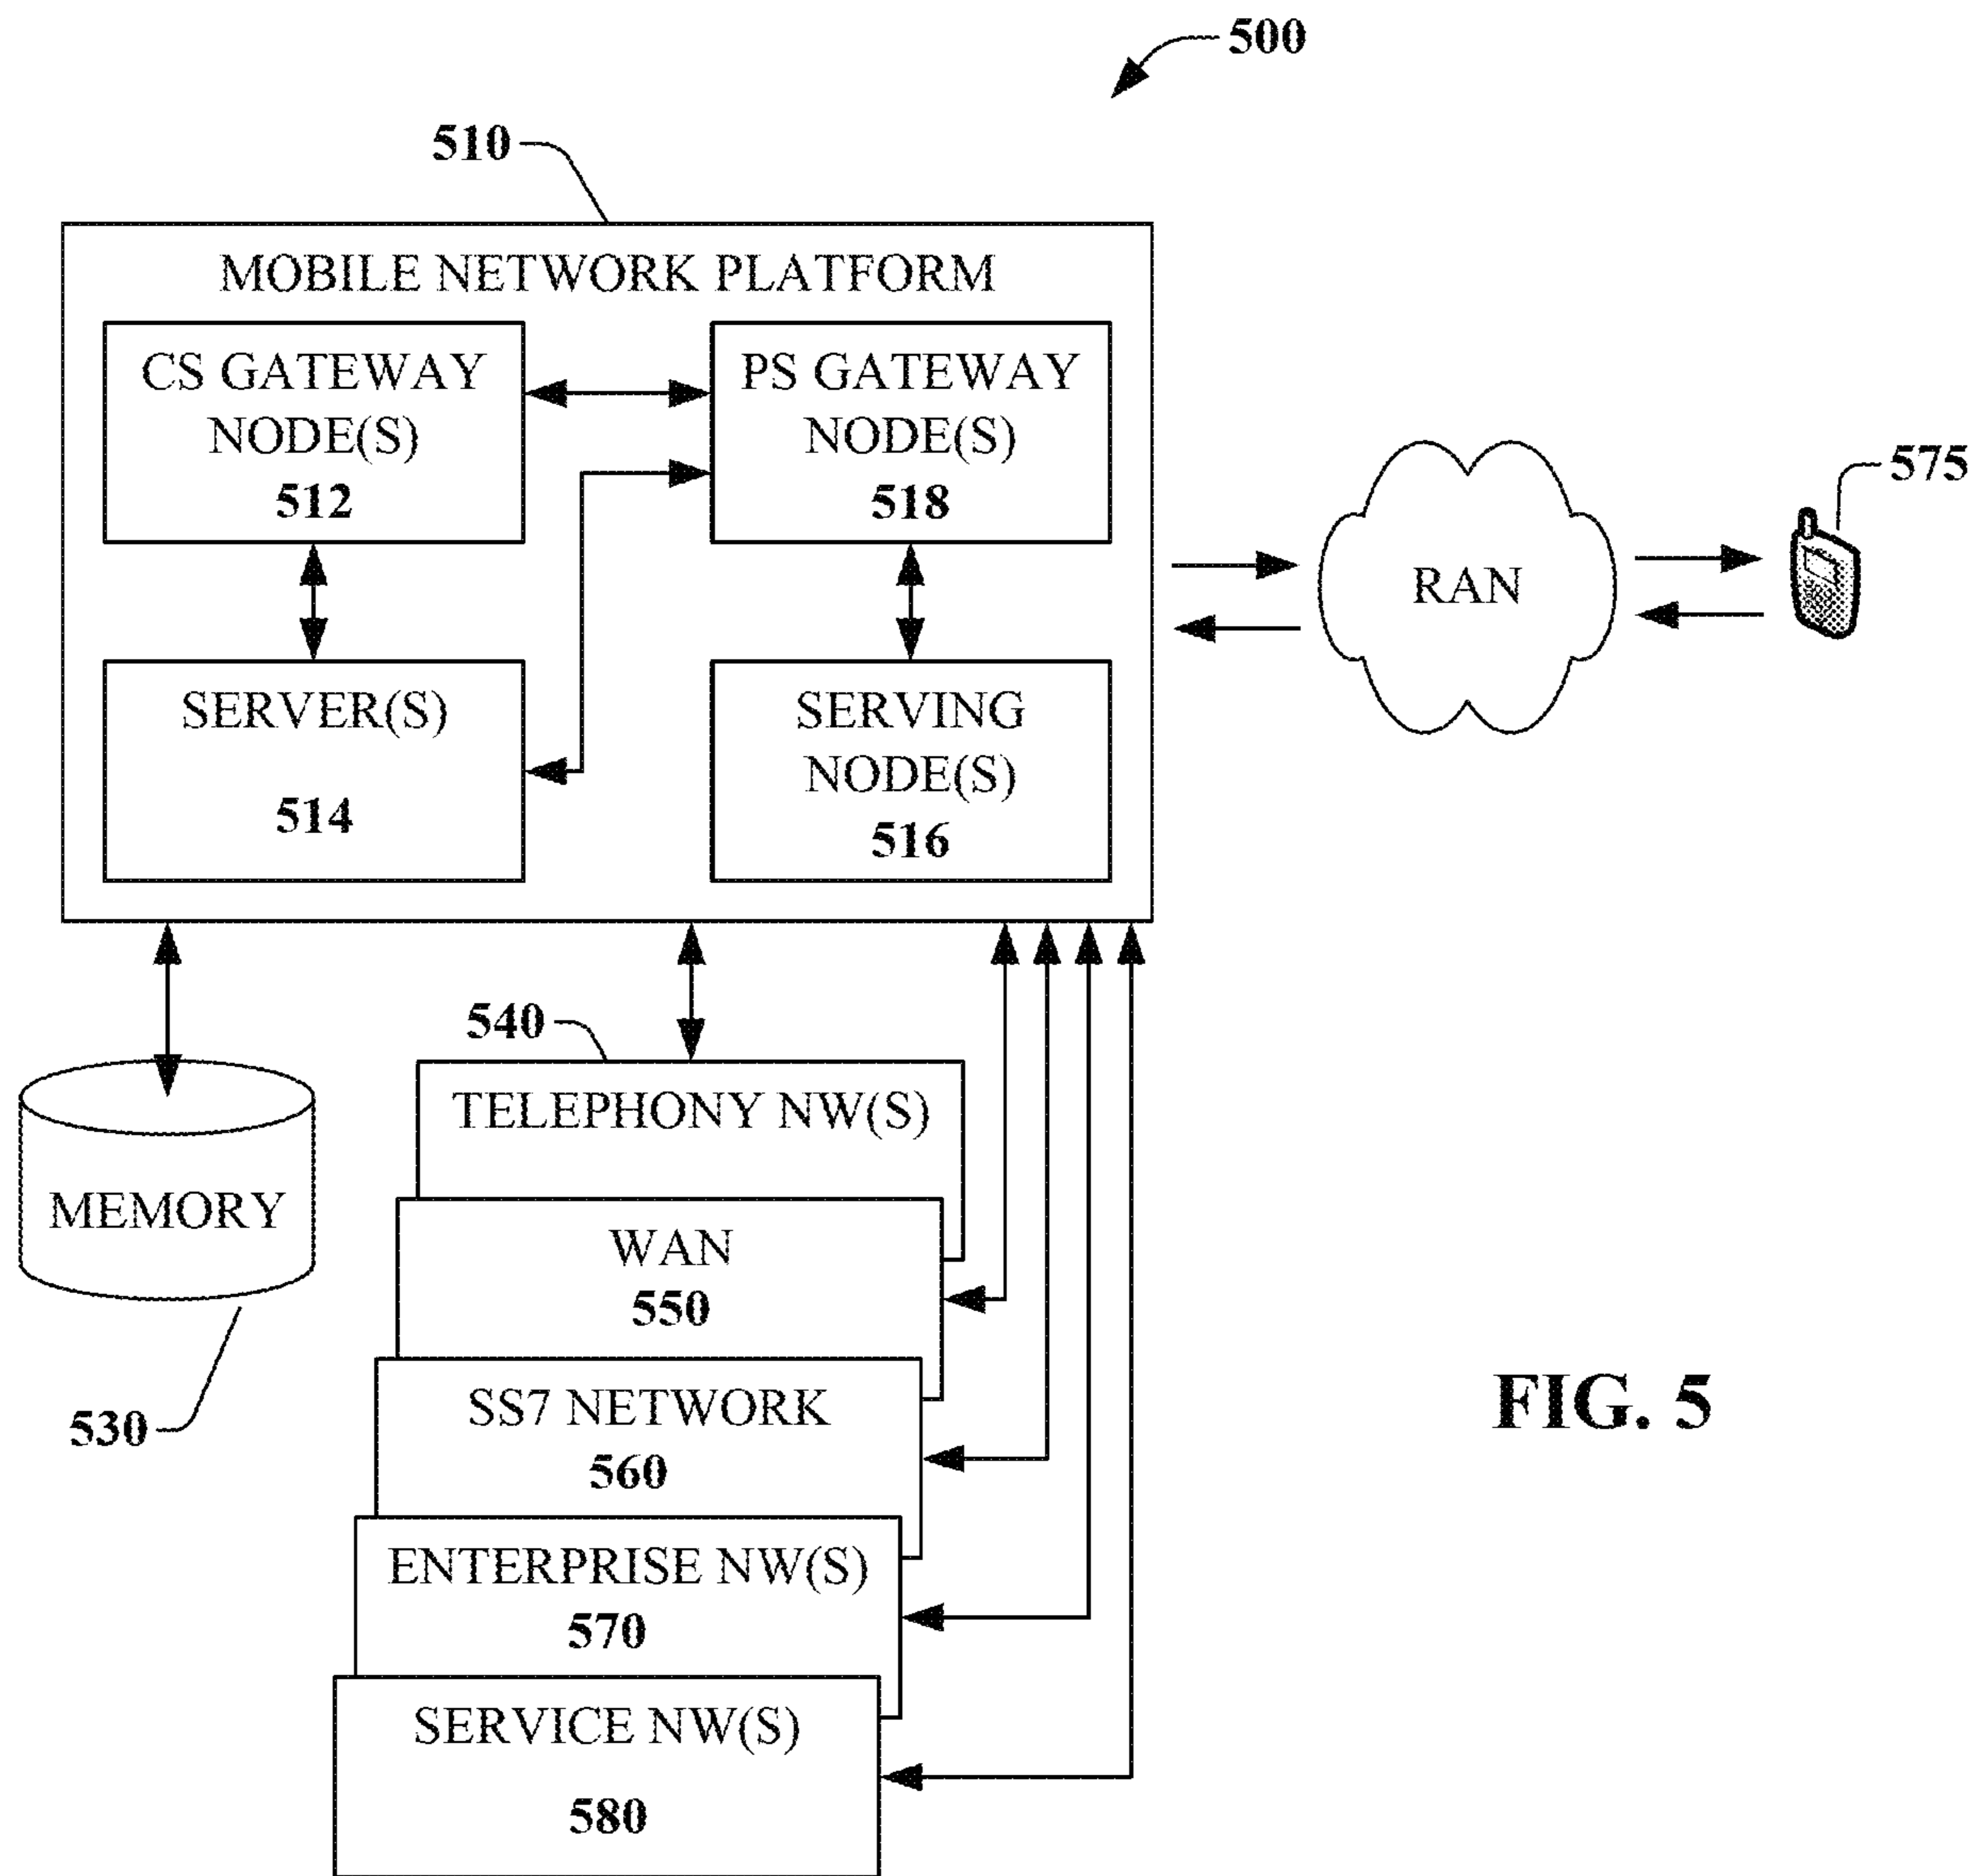 500
510
MOBILE NETWORK PLATFORM
CS GATEWAY
NODE(S)
512
PS GATEWAY
NODE(S)
518
SERVER(S)
514
SERVING
NODE(S)
516
RAN
575
540
TELEPHONY NW(S)
MEMORY
530
WAN
550
SS7 NETWORK
560
ENTERPRISE NW(S)
570
SERVICE NW(S)
580
FIG. 5